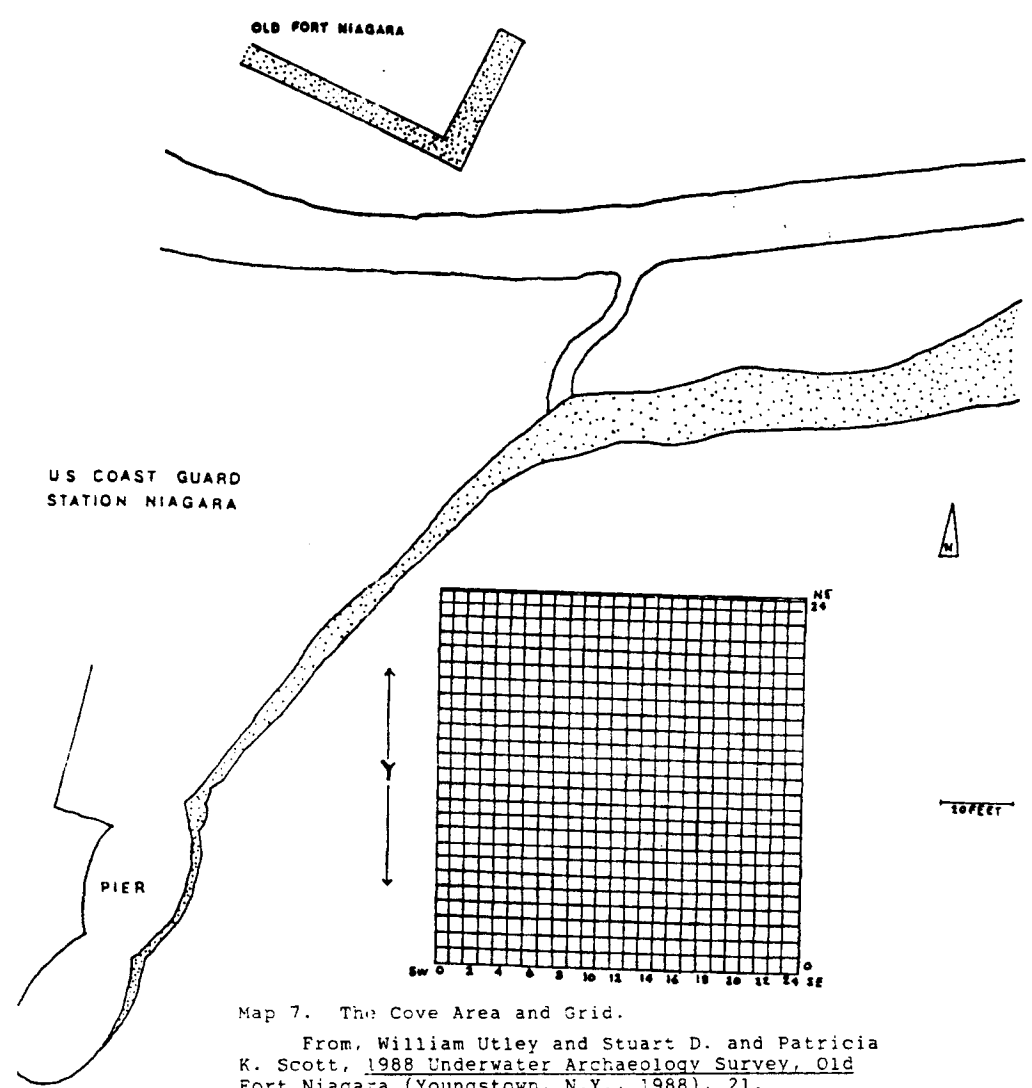 OLD FORT NIAGARA
US COAST GUARD
STATION NIAGARA
N
NE
24
Y
20 FEET
PIER
0
SW 0 2 4 6 8 10 12 14 16 18 20 22 24 SE
Map 7. The Cove Area and Grid.
From, William Utley and Stuart D. and Patricia
K. Scott, 1988 Underwater Archaeology Survey, Old
Fort Niagara (Youngstown, N.Y., 1988), 21.